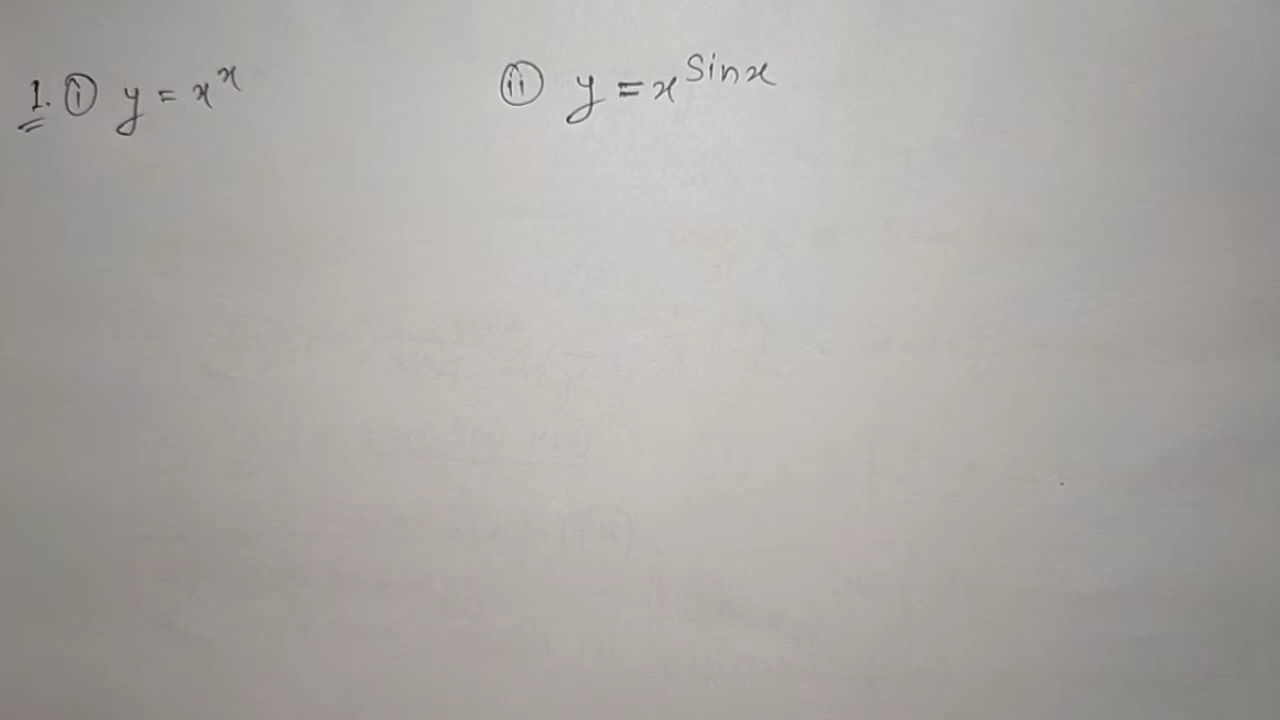 1. (i) y = x^x (ii) y = x^Sinx